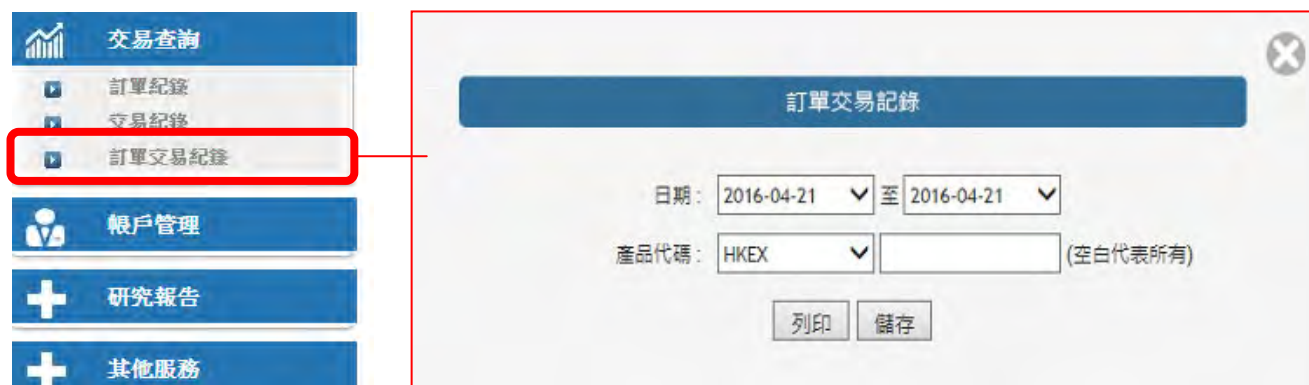 交易查詢
訂單紀錄
交易紀錄
訂單交易紀錄
帳戶管理
研究報告
其他服務
訂單交易記錄
日期 : 2016-04-21 至 2016-04-21
產品代碼 : HKEX (空白代表所有)
列印 儲存